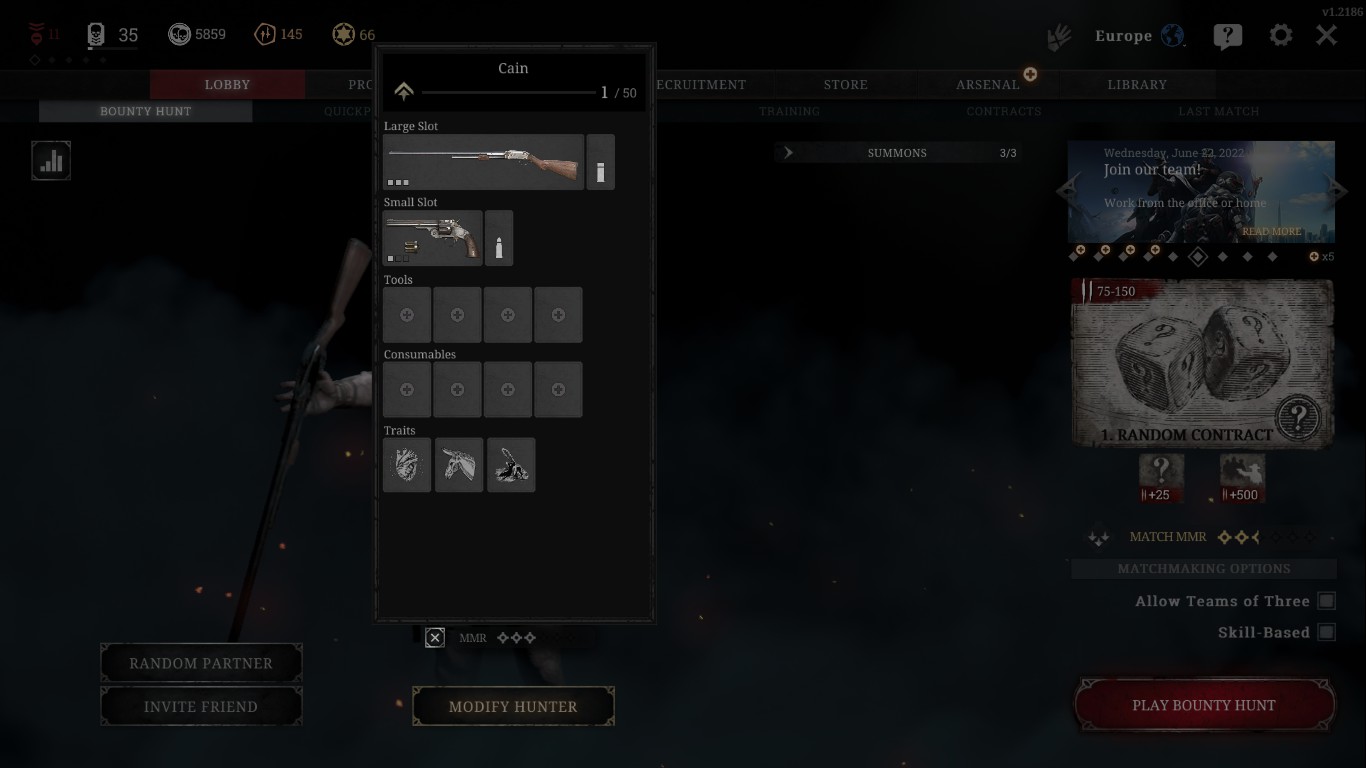 v1.2186
11
35
5859
145
66
Europe
LOBBY
PRO
ECRUITMENT
STORE
ARSENAL
LIBRARY
BOUNTY HUNT
QUICKP
TRAINING
CONTRACTS
LAST MATCH
Cain
1 / 50
Large Slot
Small Slot
Tools
Consumables
Traits
SUMMONS
3/3
Wednesday, June 22, 2022
Join our team!
Work from the office or home
READ MORE
x5
75-150
1. RANDOM CONTRACT
+25
+500
MATCH MMR
MATCHMAKING OPTIONS
Allow Teams of Three
Skill-Based
MMR
RANDOM PARTNER
INVITE FRIEND
MODIFY HUNTER
PLAY BOUNTY HUNT